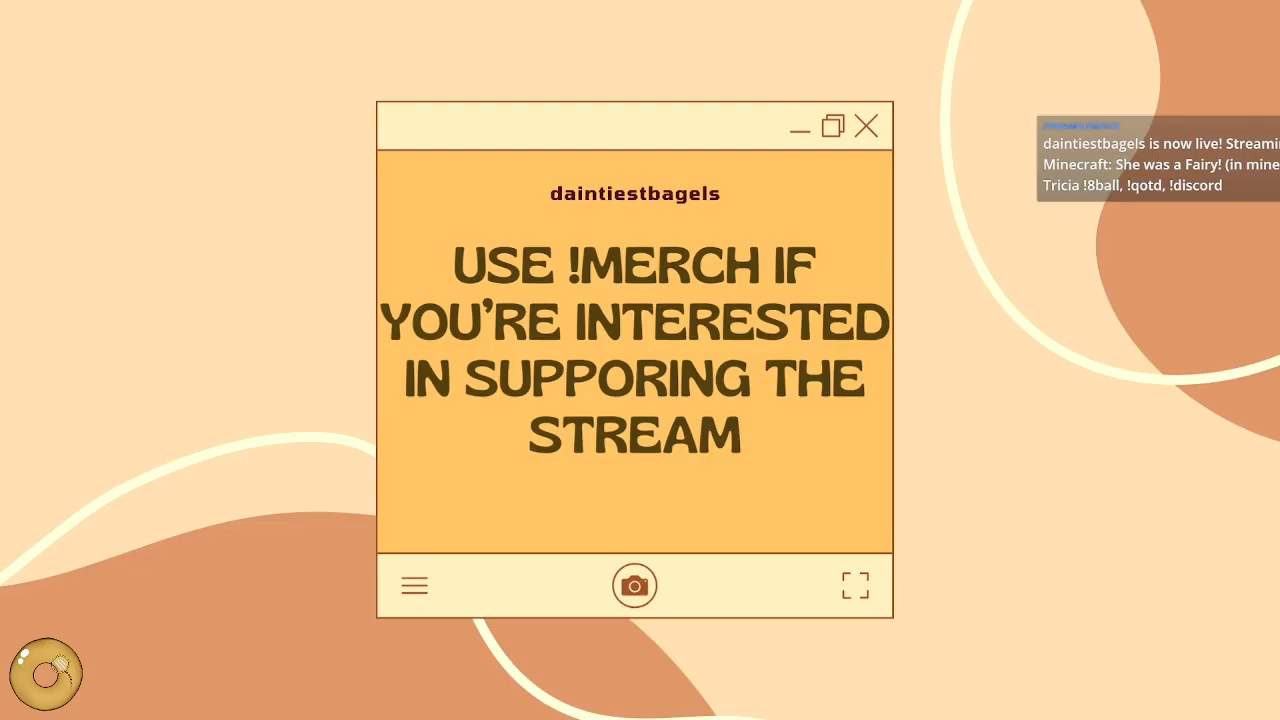 daintiestbagels
USE !MERCH IF
YOU'RE INTERESTED
IN SUPPORING THE
STREAM
daintiestbagels is now live! Streami
Minecraft: She was a Fairy! (in mine
Tricia !8ball, !qotd, !discord